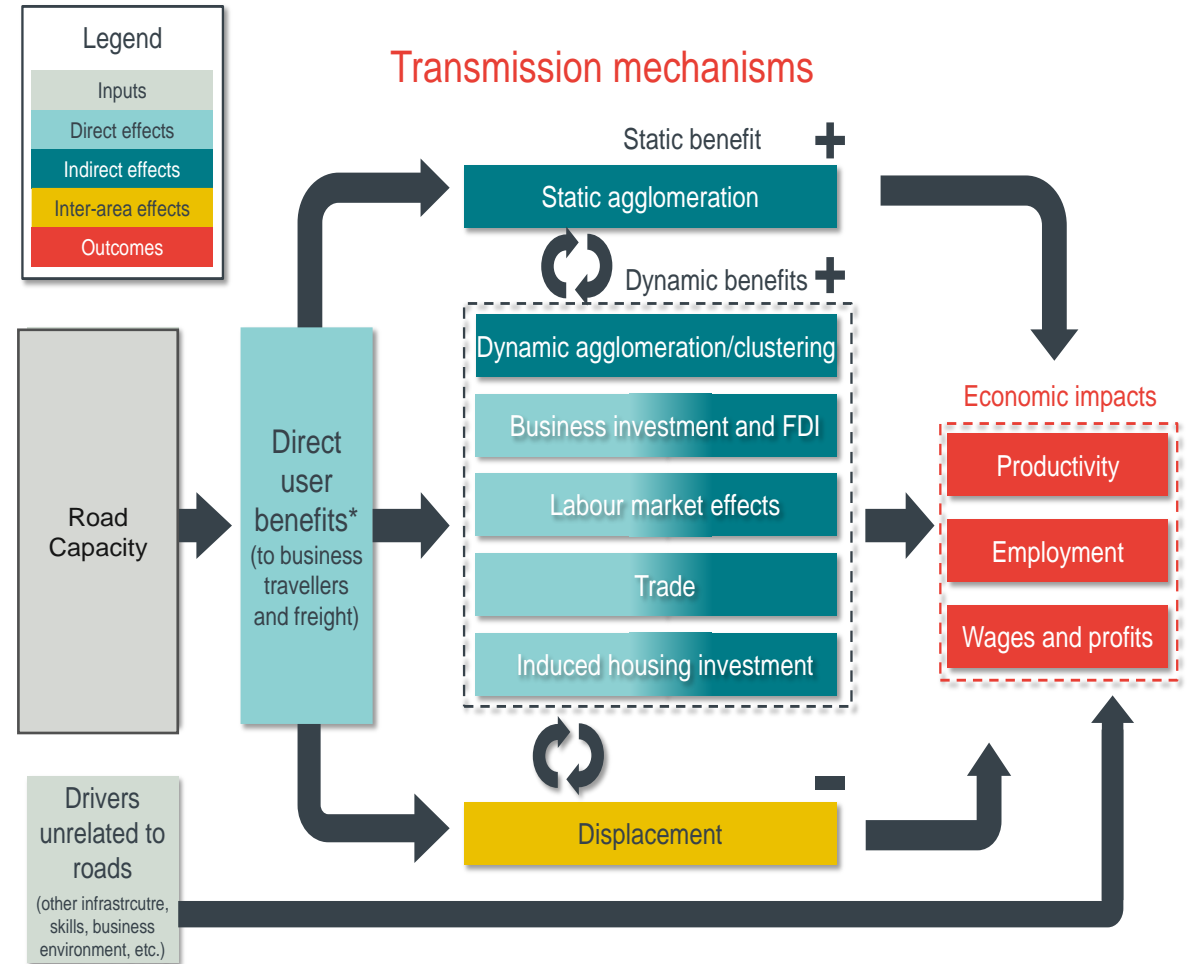 Legend
Inputs
Direct effects
Indirect effects
Inter-area effects
Outcomes
Transmission mechanisms
Static benefit +
Static agglomeration
Dynamic benefits +
Dynamic agglomeration/clustering
Business investment and FDI
Labour market effects
Trade
Induced housing investment
Road
Capacity
Direct
user
benefits*
(to business
travellers
and freight)
Economic impacts
Productivity
Employment
Wages and profits
-
Displacement
Drivers
unrelated to
roads
(other infrastrcutre,
skills, business
environment, etc.)